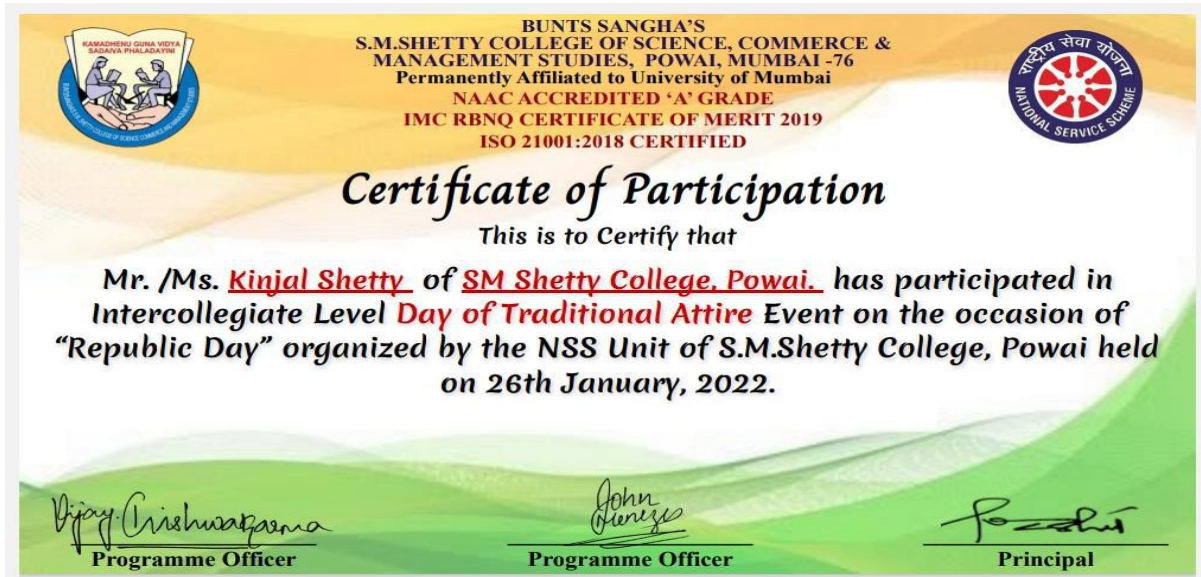 KAMADHENU GUNA VIDYA
SADAIVA PHALADAYINI
BUNTS SANGHA'S
S.M.SHETTY COLLEGE OF SCIENCE, COMMERCE &
MANAGEMENT STUDIES, POWAI, MUMBAI -76
Permanently Affiliated to University of Mumbai
NAAC ACCREDITED ‘A’ GRADE
IMC RBNQ CERTIFICATE OF MERIT 2019
ISO 21001:2018 CERTIFIED
राष्ट्रीय सेवा योजना
NATIONAL SERVICE SCHEME
Certificate of Participation
This is to Certify that
Mr. /Ms. Kinjal Shetty of SM Shetty College, Powai. has participated in
Intercollegiate Level Day of Traditional Attire Event on the occasion of
“Republic Day” organized by the NSS Unit of S.M.Shetty College, Powai held
on 26th January, 2022.
John
Programme Officer
Programme Officer
Principal